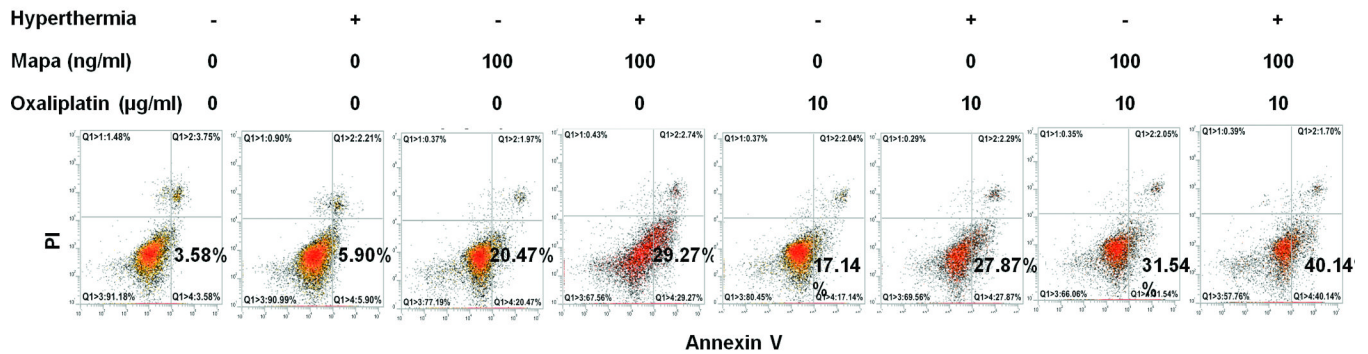 Hyperthermia - + - + - + - +
Mapa (ng/ml) 0 0 100 100 0 0 100 100
Oxaliplatin (µg/ml) 0 0 0 0 10 10 10 10
Q1>1:1.48% Q1>2:3.75% Q1>1:0.90% Q1>2:2.21% Q1>1:0.37% Q1>2:1.97% Q1>1:0.43% Q1>2:2.74% Q1>1:0.37% Q1>2:2.04% Q1>1:0.29% Q1>2:2.29% Q1>1:0.35% Q1>2:2.05% Q1>1:0.39% Q1>2:1.70%
PI
3.58% 5.90% 20.47% 29.27% 17.14 % 27.87% 31.54 % 40.14%
Q1>3:91.18% Q1>4:3.58% Q1>3:90.99% Q1>4:5.90% Q1>3:77.19% Q1>4:20.47% Q1>3:67.56% Q1>4:29.27% Q1>3:80.45% Q1>4:17.14% Q1>3:69.56% Q1>4:27.87% Q1>3:66.06% Q1>3:57.76% Q1>4:40.14%
Annexin V